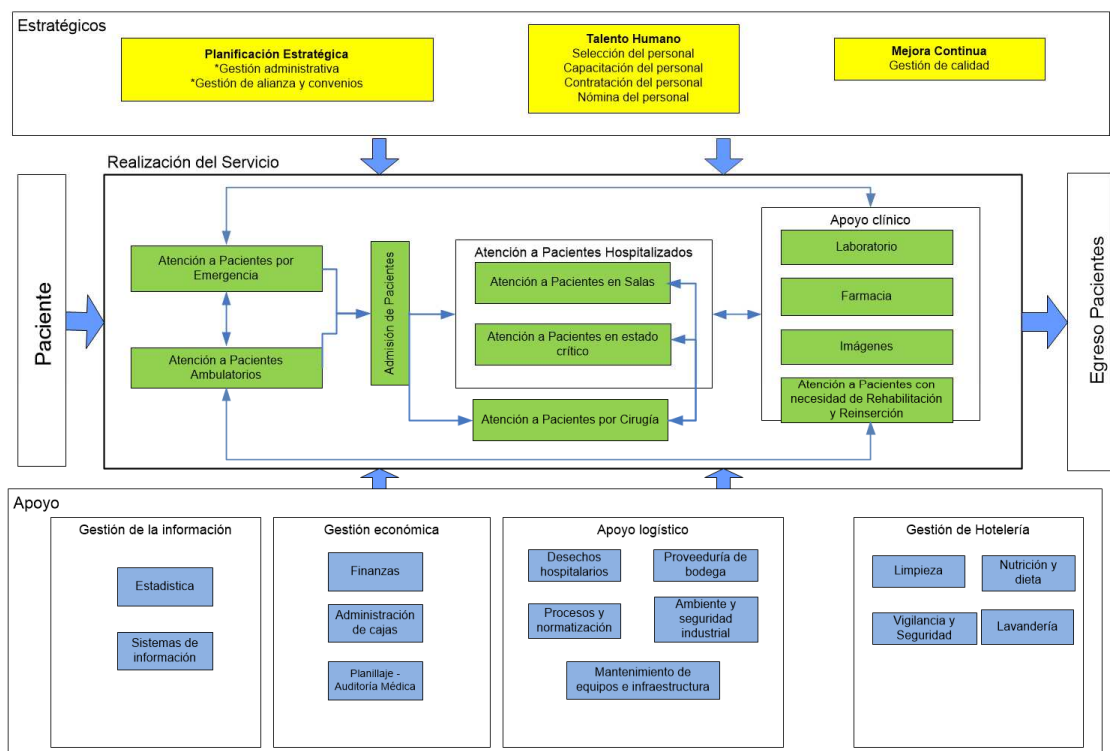 Estratégicos
Planificación Estratégica
*Gestión administrativa
*Gestión de alianza y convenios
Talento Humano
Selección del personal
Capacitación del personal
Contratación del personal
Nómina del personal
Mejora Continua
Gestión de calidad
Realización del Servicio
Paciente
Atención a Pacientes por
Emergencia
Atención a Pacientes
Ambulatorios
Admisión de Pacientes
Atención a Pacientes Hospitalizados
Atención a Pacientes en Salas
Atención a Pacientes en estado
crítico
Atención a Pacientes por Cirugía
Apoyo clínico
Laboratorio
Farmacia
Imágenes
Atención a Pacientes con
necesidad de Rehabilitación
y Reinserción
Egreso Pacientes
Apoyo
Gestión de la información
Estadistica
Sistemas de
información
Gestión económica
Finanzas
Administración
de cajas
Planillaje -
Auditoría Médica
Apoyo logístico
Desechos
hospitalarios
Proveeduría de
bodega
Procesos y
normatización
Ambiente y
seguridad
industrial
Mantenimiento de
equipos e infraestructura
Gestión de Hotelería
Limpieza
Nutrición y
dieta
Vigilancia y
Seguridad
Lavandería